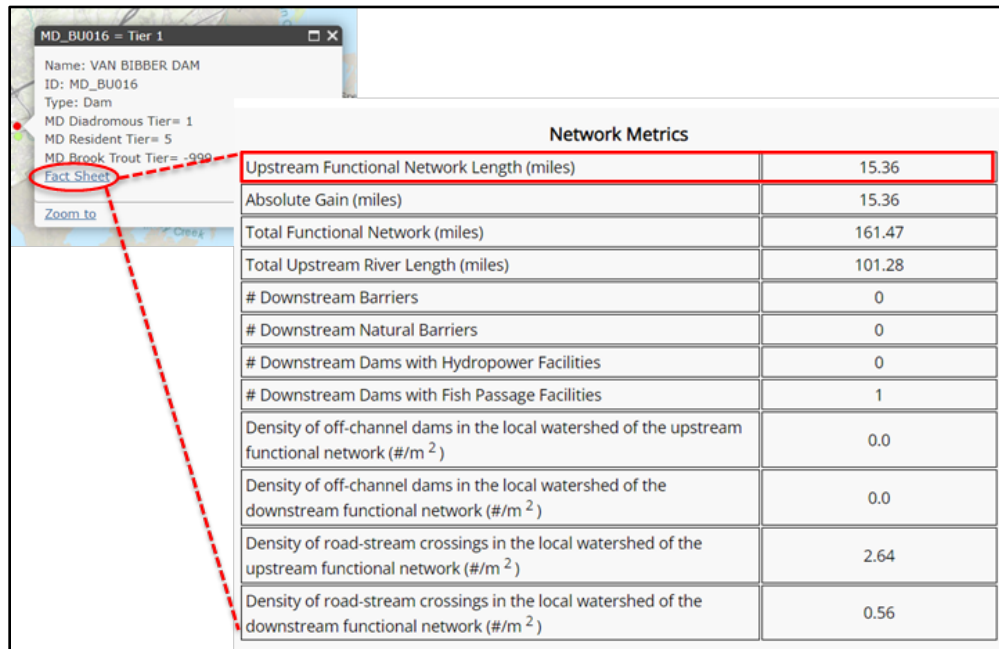 MD_BU016 = Tier 1
Name: VAN BIBBER DAM
ID: MD_BU016
Type: Dam
MD Diadromous Tier= 1
MD Resident Tier= 5
MD Brook Trout Tier= -999
Fact Sheet
Zoom to
Creek
Network Metrics
Upstream Functional Network Length (miles) 15.36
Absolute Gain (miles) 15.36
Total Functional Network (miles) 161.47
Total Upstream River Length (miles) 101.28
# Downstream Barriers 0
# Downstream Natural Barriers 0
# Downstream Dams with Hydropower Facilities 0
# Downstream Dams with Fish Passage Facilities 1
Density of off-channel dams in the local watershed of the upstream
functional network (#/m 2 ) 0.0
Density of off-channel dams in the local watershed of the
downstream functional network (#/m 2 ) 0.0
Density of road-stream crossings in the local watershed of the
upstream functional network (#/m 2 ) 2.64
Density of road-stream crossings in the local watershed of the
downstream functional network (#/m 2 ) 0.56